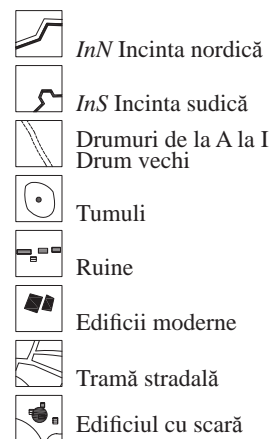 InN Incinta nordică
InS Incinta sudică
Drumuri de la A la I
Drum vechi
Tumuli
Ruine
Edificii moderne
Tramă stradală
Edificiul cu scară